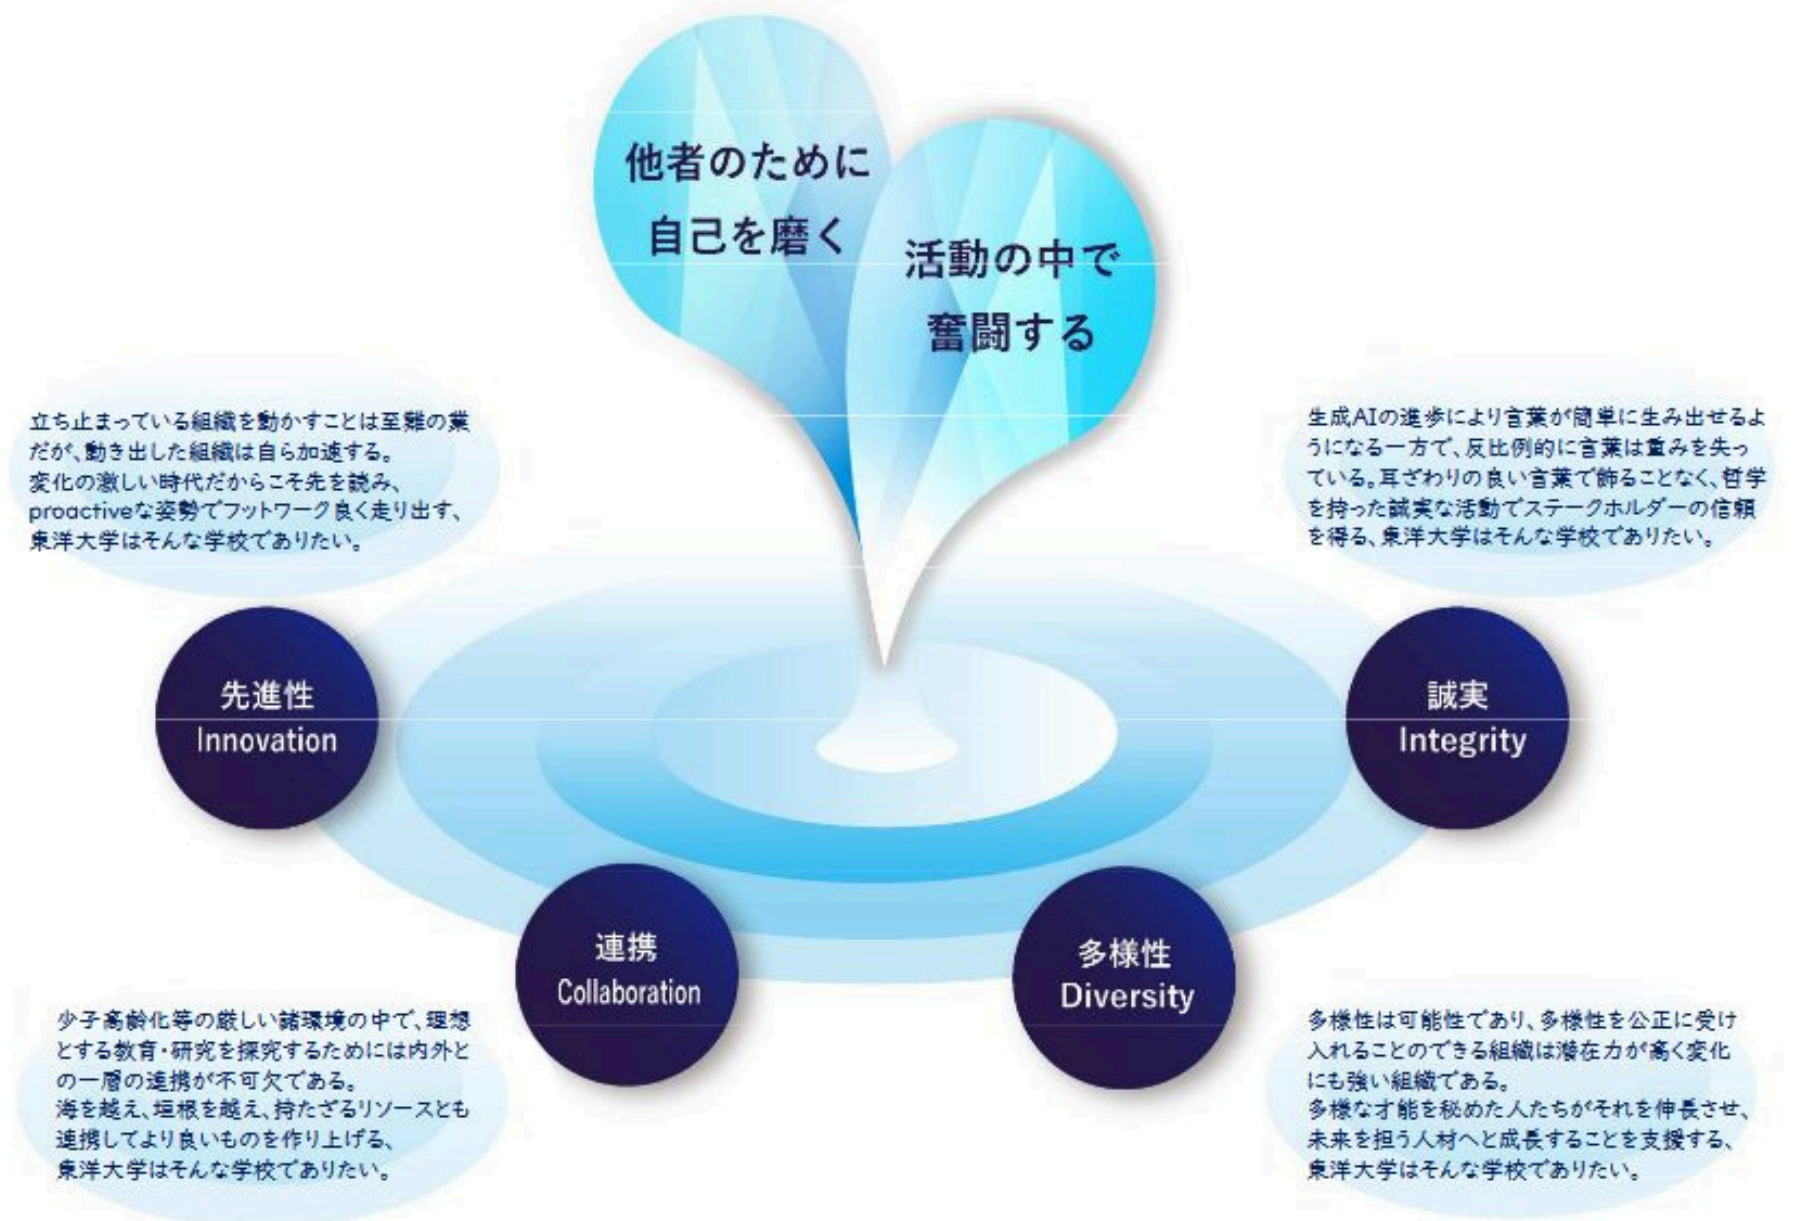 他者のために
自己を磨く
活動の中で
奮闘する
立ち止まっている組織を動かすことは至難の業
だが、動き出した組織は自ら加速する。
変化の激しい時代だからこそ先を読み、
proactiveな姿勢でフットワーク良く走り出す、
東洋大学はそんな学校でありたい。
生成AIの進歩により言葉が簡単に生み出せるよ
うになる一方で、反比例的に言葉は重みを失っ
ている。耳ざわりの良い言葉で飾ることなく、哲学
を持った誠実な活動でステークホルダーの信頼
を得る、東洋大学はそんな学校でありたい。
先進性
Innovation
誠実
Integrity
連携
Collaboration
多様性
Diversity
少子高齢化等の厳しい諸環境の中で、理想
とする教育・研究を探究するためには内外と
の一層の連携が不可欠である。
海を越え、垣根を越え、持たざるリソースとも
連携してより良いものを作り上げる、
東洋大学はそんな学校でありたい。
多様性は可能性であり、多様性を公正に受け
入れることのできる組織は潜在力が高く変化
にも強い組織である。
多様な才能を秘めた人たちがそれを伸長させ、
未来を担う人材へと成長することを支援する、
東洋大学はそんな学校でありたい。